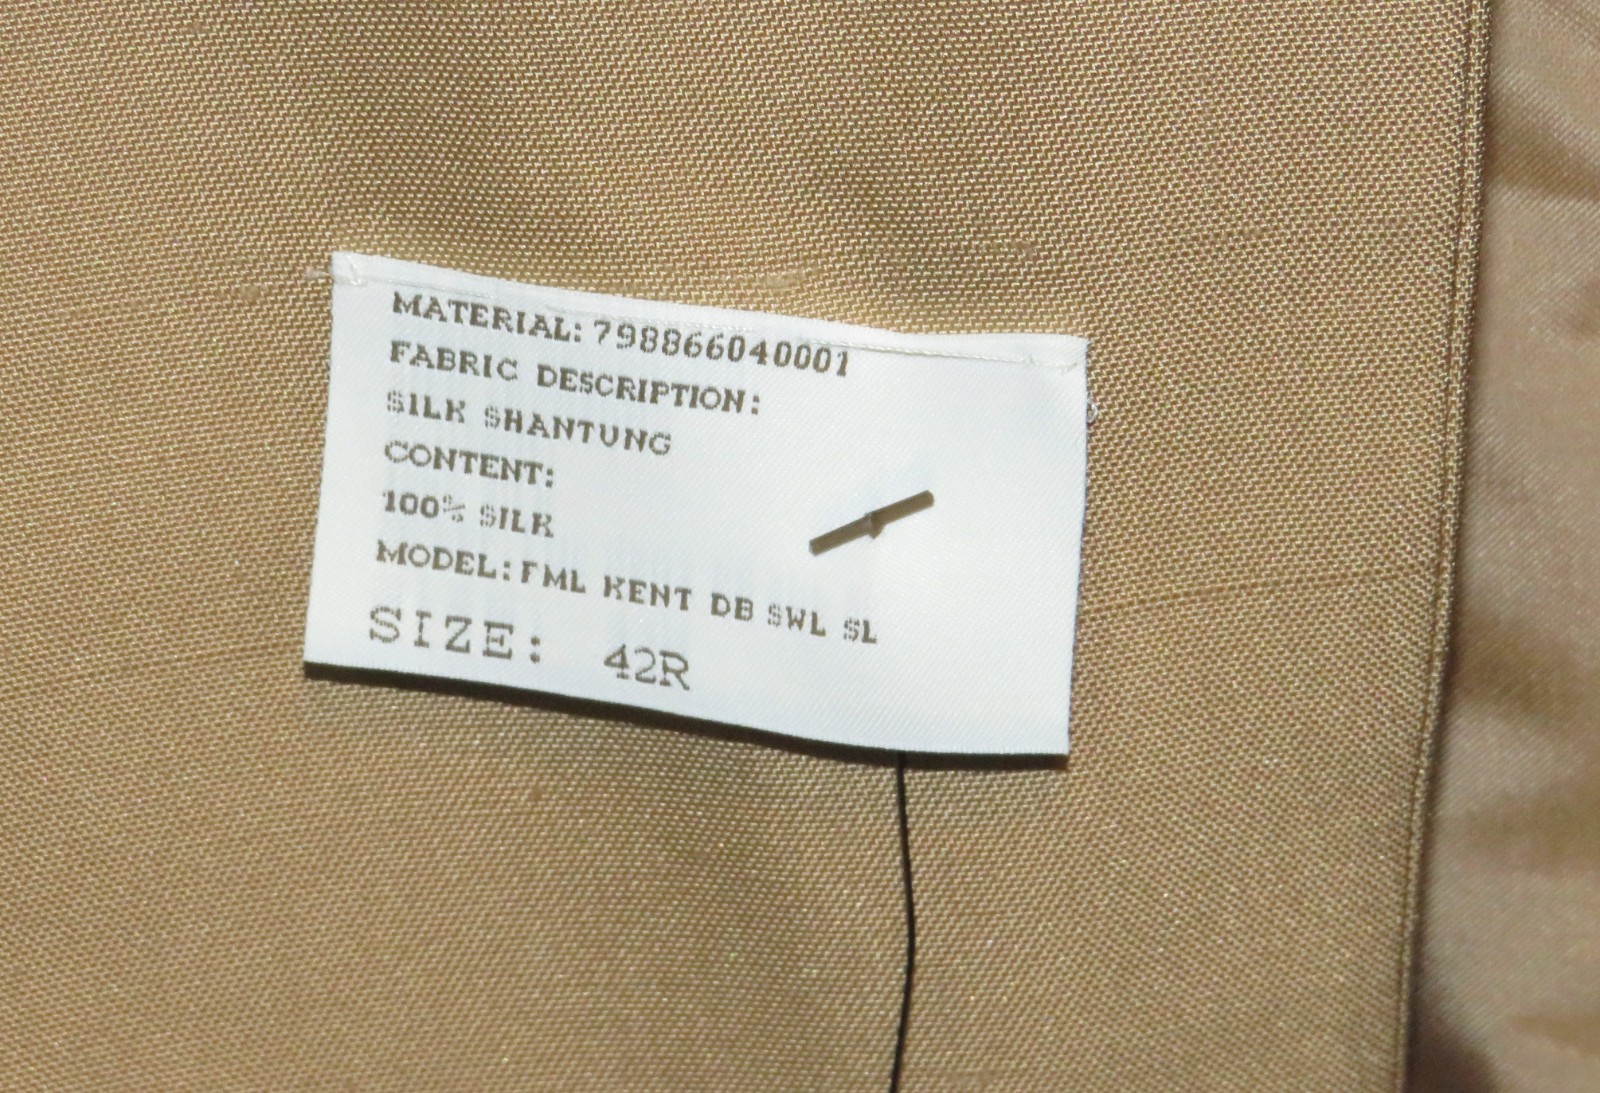 MATERIAL: 798866040001
FABRIC DESCRIPTION:
SILK SHANTUNG
CONTENT:
100% SILK
MODEL: FML KENT DB SWL SL
SIZE: 42R